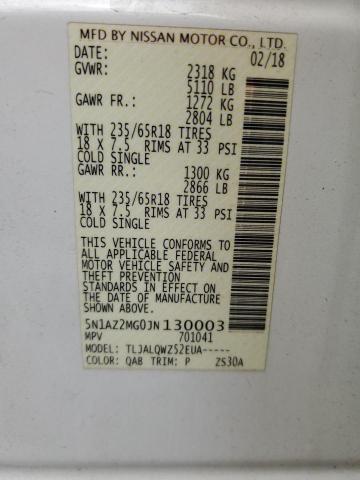 MFD BY NISSAN MOTOR CO., LTD.
DATE: 02/18
GVWR: 2318 KG
5110 LB
GAWR FR.: 1272 KG
2804 LB
WITH 235/65R18 TIRES
18 X 7.5 RIMS AT 33 PSI
COLD SINGLE
GAWR RR.: 1300 KG
2866 LB
WITH 235/65R18 TIRES
18 X 7.5 RIMS AT 33 PSI
COLD SINGLE
THIS VEHICLE CONFORMS TO
ALL APPLICABLE FEDERAL
MOTOR VEHICLE SAFETY AND
THEFT PREVENTION
STANDARDS IN EFFECT ON
THE DATE OF MANUFACTURE
SHOWN ABOVE.
5N1AZ2MG0JN130003
MPV 701041
MODEL: TLJALQWZ52EUA-----
COLOR: QAB TRIM: P ZS30A